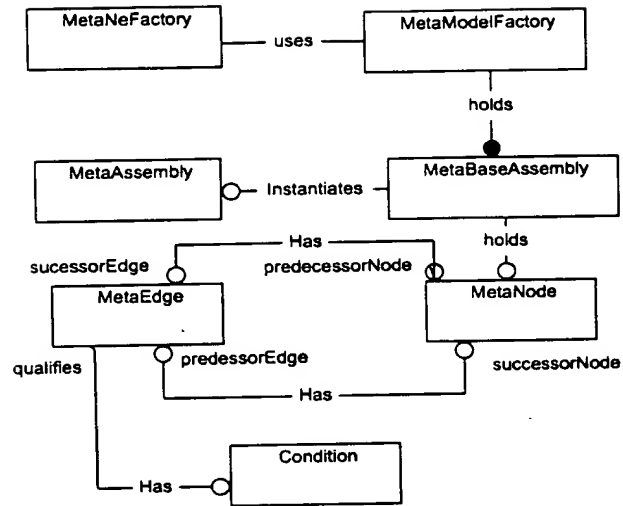 MetaNeFactory
MetaModelFactory
uses
holds
MetaAssembly
MetaBaseAssembly
Instantiates
Has
holds
sucessorEdge
predecessorNode
MetaEdge
MetaNode
qualifies
predessorEdge
successorNode
Has
Condition
Has